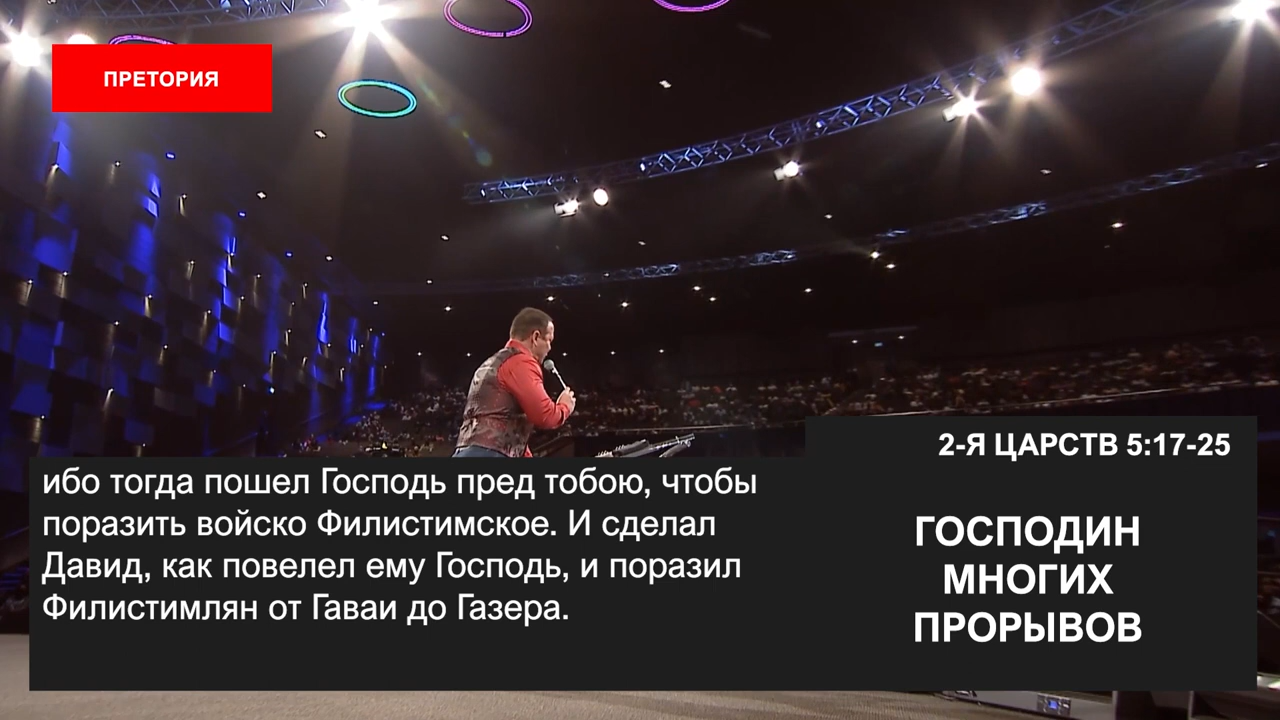 ПРЕТОРИЯ
2-Я ЦАРСТВ 5:17-25
ибо тогда пошел Господь пред тобою, чтобы
поразить войско Филистимское. И сделал
Давид, как повелел ему Господь, и поразил
Филистимлян от Гаваи до Газера.
ГОСПОДИН
МНОГИХ
ПРОРЫВОВ